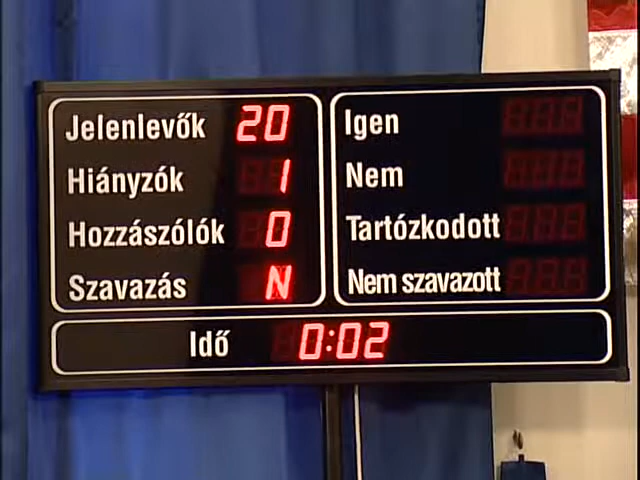 Jelenlevők 20
Hiányzók 1
Hozzászólók 0
Szavazás N
Igen
Nem
Tartózkodott
Nem szavazott
Idő 0:02